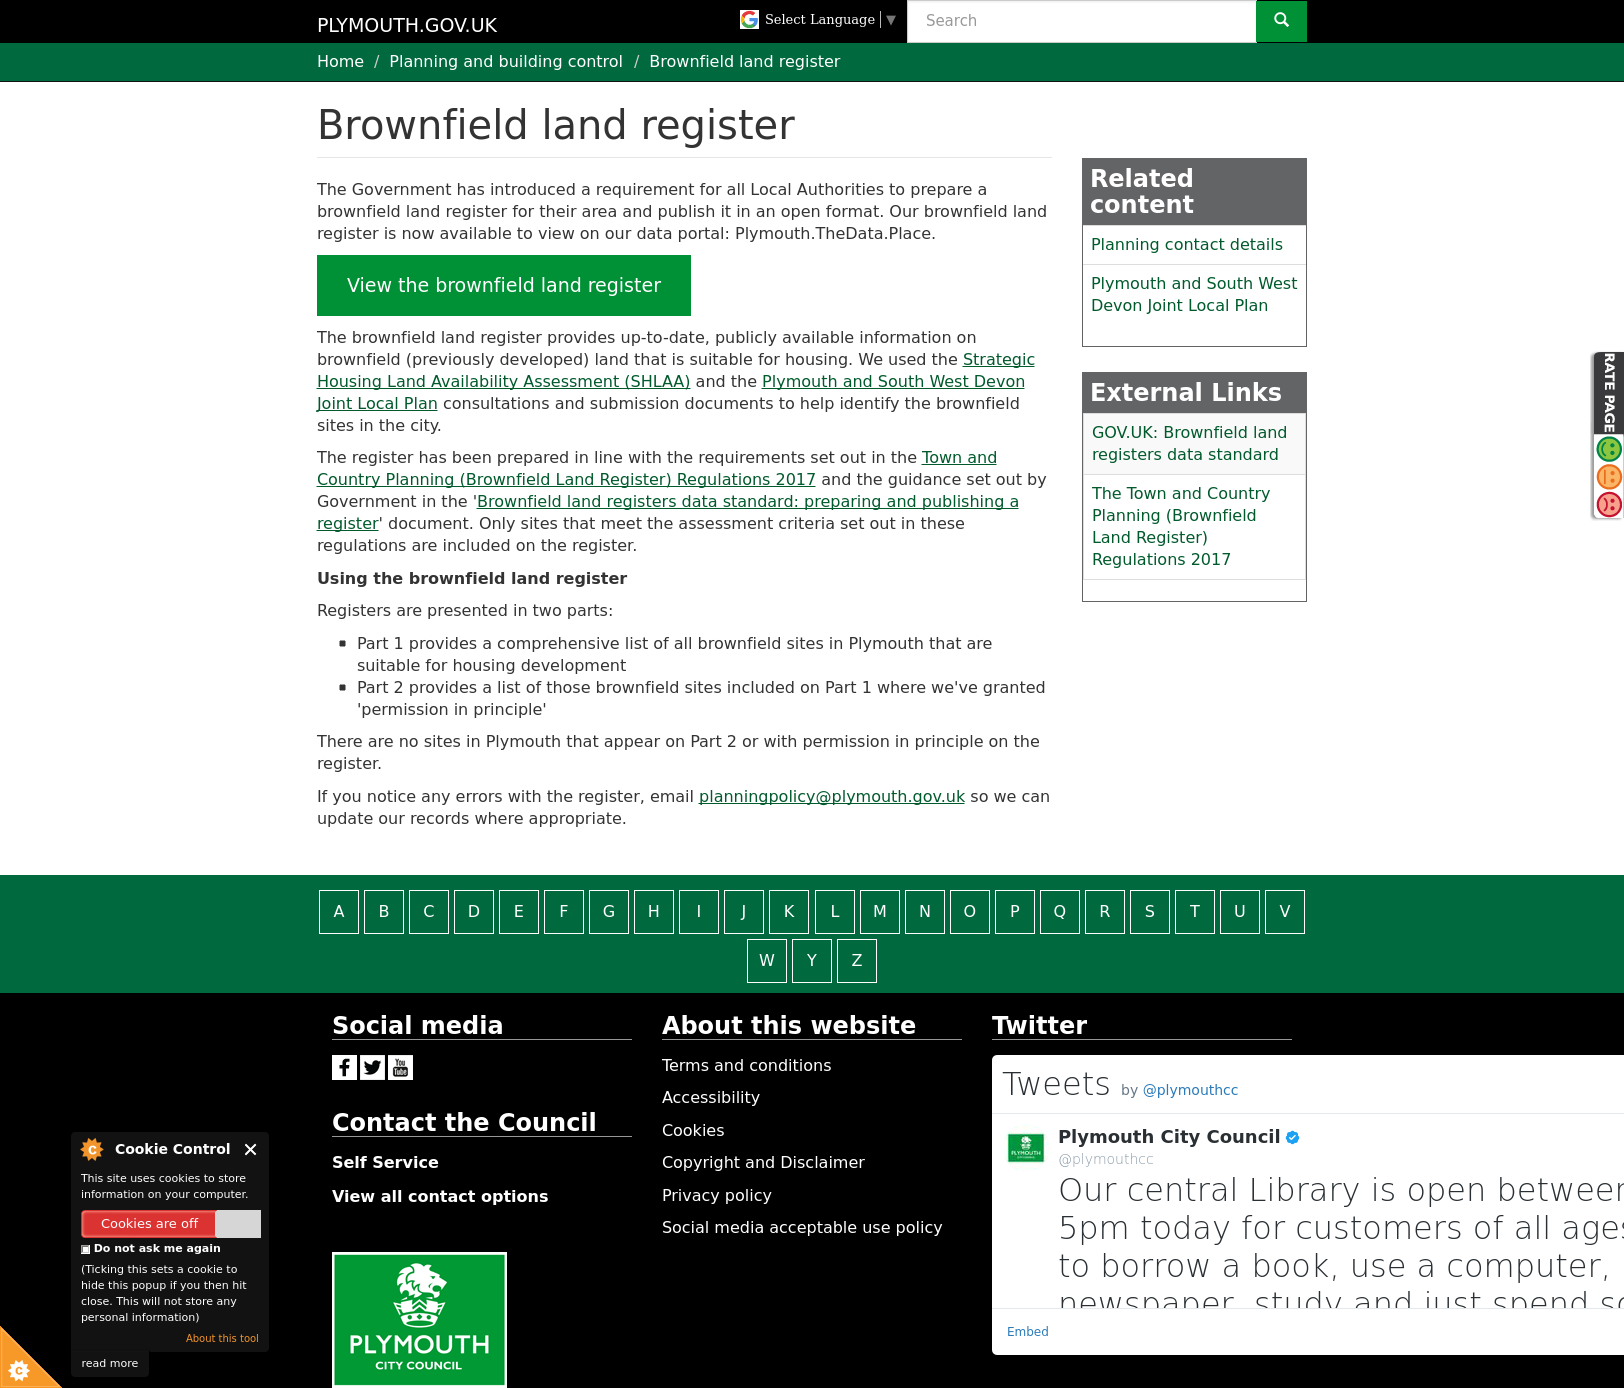 PLYMOUTH.GOV.UK
Select Language ▼
Search
Home / Planning and building control / Brownfield land register
Brownfield land register
The Government has introduced a requirement for all Local Authorities to prepare a
brownfield land register for their area and publish it in an open format. Our brownfield land
register is now available to view on our data portal: Plymouth.TheData.Place.
View the brownfield land register
The brownfield land register provides up-to-date, publicly available information on
brownfield (previously developed) land that is suitable for housing. We used the Strategic
Housing Land Availability Assessment (SHLAA) and the Plymouth and South West Devon
Joint Local Plan consultations and submission documents to help identify the brownfield
sites in the city.
The register has been prepared in line with the requirements set out in the Town and
Country Planning (Brownfield Land Register) Regulations 2017 and the guidance set out by
Government in the 'Brownfield land registers data standard: preparing and publishing a
register' document. Only sites that meet the assessment criteria set out in these
regulations are included on the register.
Using the brownfield land register
Registers are presented in two parts:
Part 1 provides a comprehensive list of all brownfield sites in Plymouth that are
suitable for housing development
Part 2 provides a list of those brownfield sites included on Part 1 where we've granted
'permission in principle'
There are no sites in Plymouth that appear on Part 2 or with permission in principle on the
register.
If you notice any errors with the register, email planningpolicy@plymouth.gov.uk so we can
update our records where appropriate.
Related
content
Planning contact details
Plymouth and South West
Devon Joint Local Plan
External Links
GOV.UK: Brownfield land
registers data standard
The Town and Country
Planning (Brownfield
Land Register)
Regulations 2017
RATE PAGE
A B C D E F G H I J K L M N O P Q R S T U V
W Y Z
Social media
You
Tube
Contact the Council
Self Service
View all contact options
PLYMOUTH
CITY COUNCIL
About this website
Terms and conditions
Accessibility
Cookies
Copyright and Disclaimer
Privacy policy
Social media acceptable use policy
Twitter
Tweets by @plymouthcc
Plymouth City Council
@plymouthcc
Our central Library is open between
5pm today for customers of all ages
to borrow a book, use a computer,
newspaper, study and just spend so
Embed
Cookie Control
This site uses cookies to store
information on your computer.
Cookies are off
Do not ask me again
(Ticking this sets a cookie to
hide this popup if you then hit
close. This will not store any
personal information)
About this tool
read more